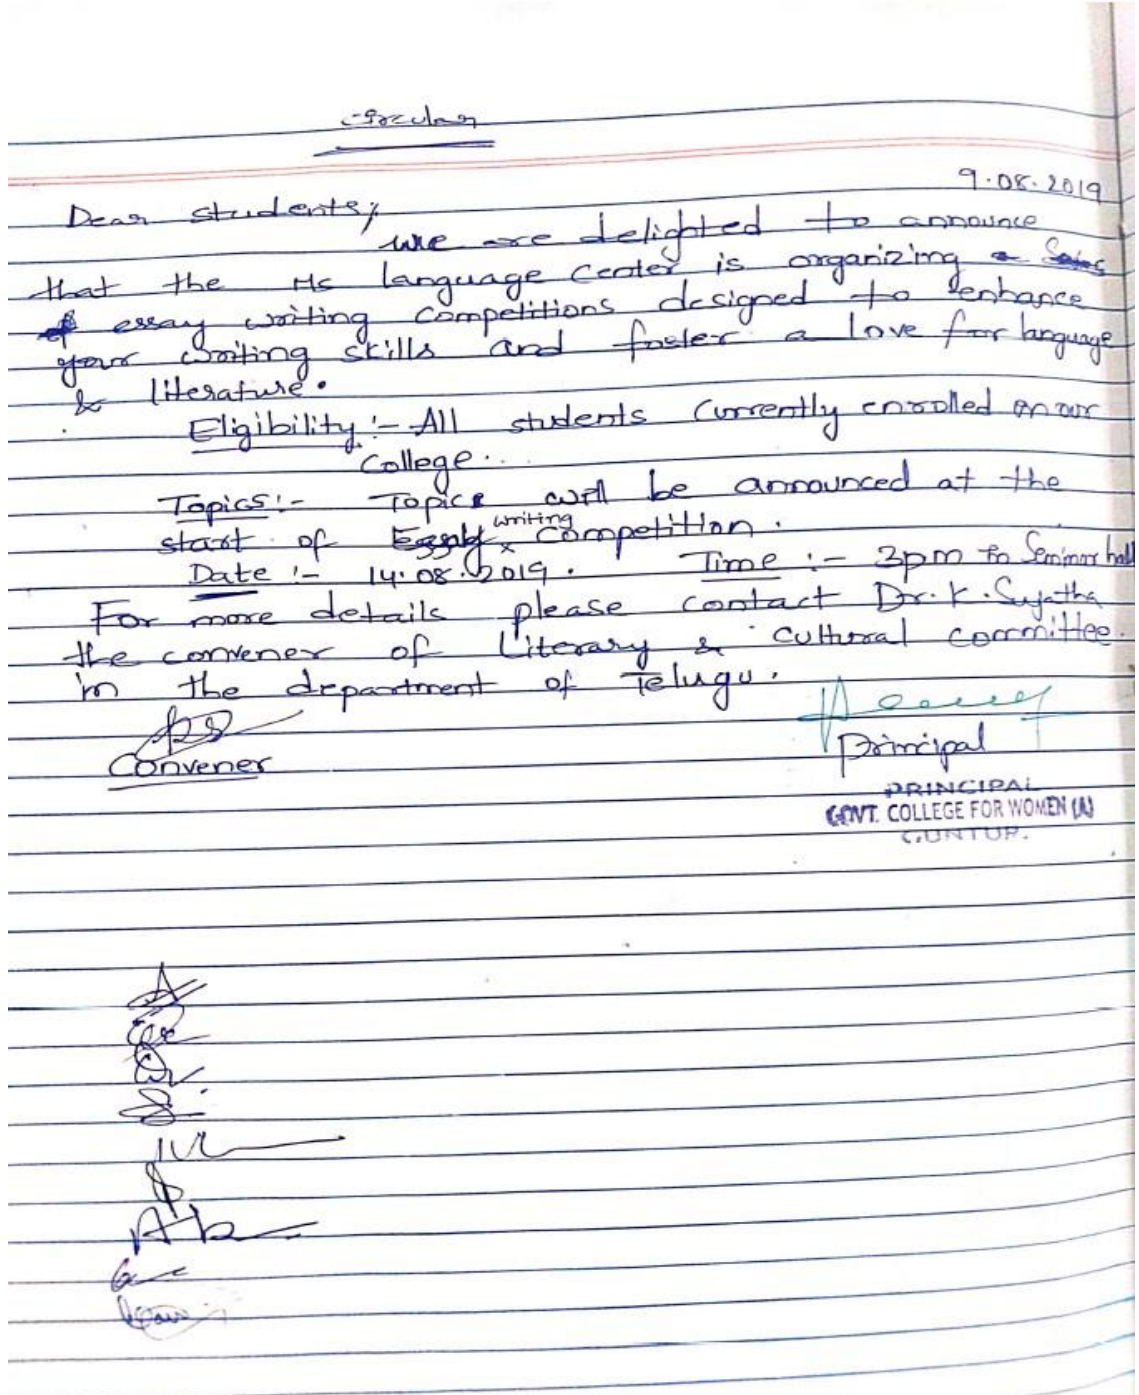 circular
9.08.2019
Dear students,
We are delighted to announce
that the Hs language Center is organizing
essay writing Competitions designed to enhance
your writing skills and foster a love for language
& literature.
Eligibility :- All students Currently enrolled on our
College..
Topics :- Topics will be announced at the
start of Essay writing Competition.
Date :- 14.08.2019. Time :- 3pm in Seminar hall
For more details please contact Dr. K. Sujatha
the convener of Literary & cultural committee.
in the department of Telugu.
Convener
Principal
PRINCIPAL
GOVT. COLLEGE FOR WOMEN (A)
GUNTUR.